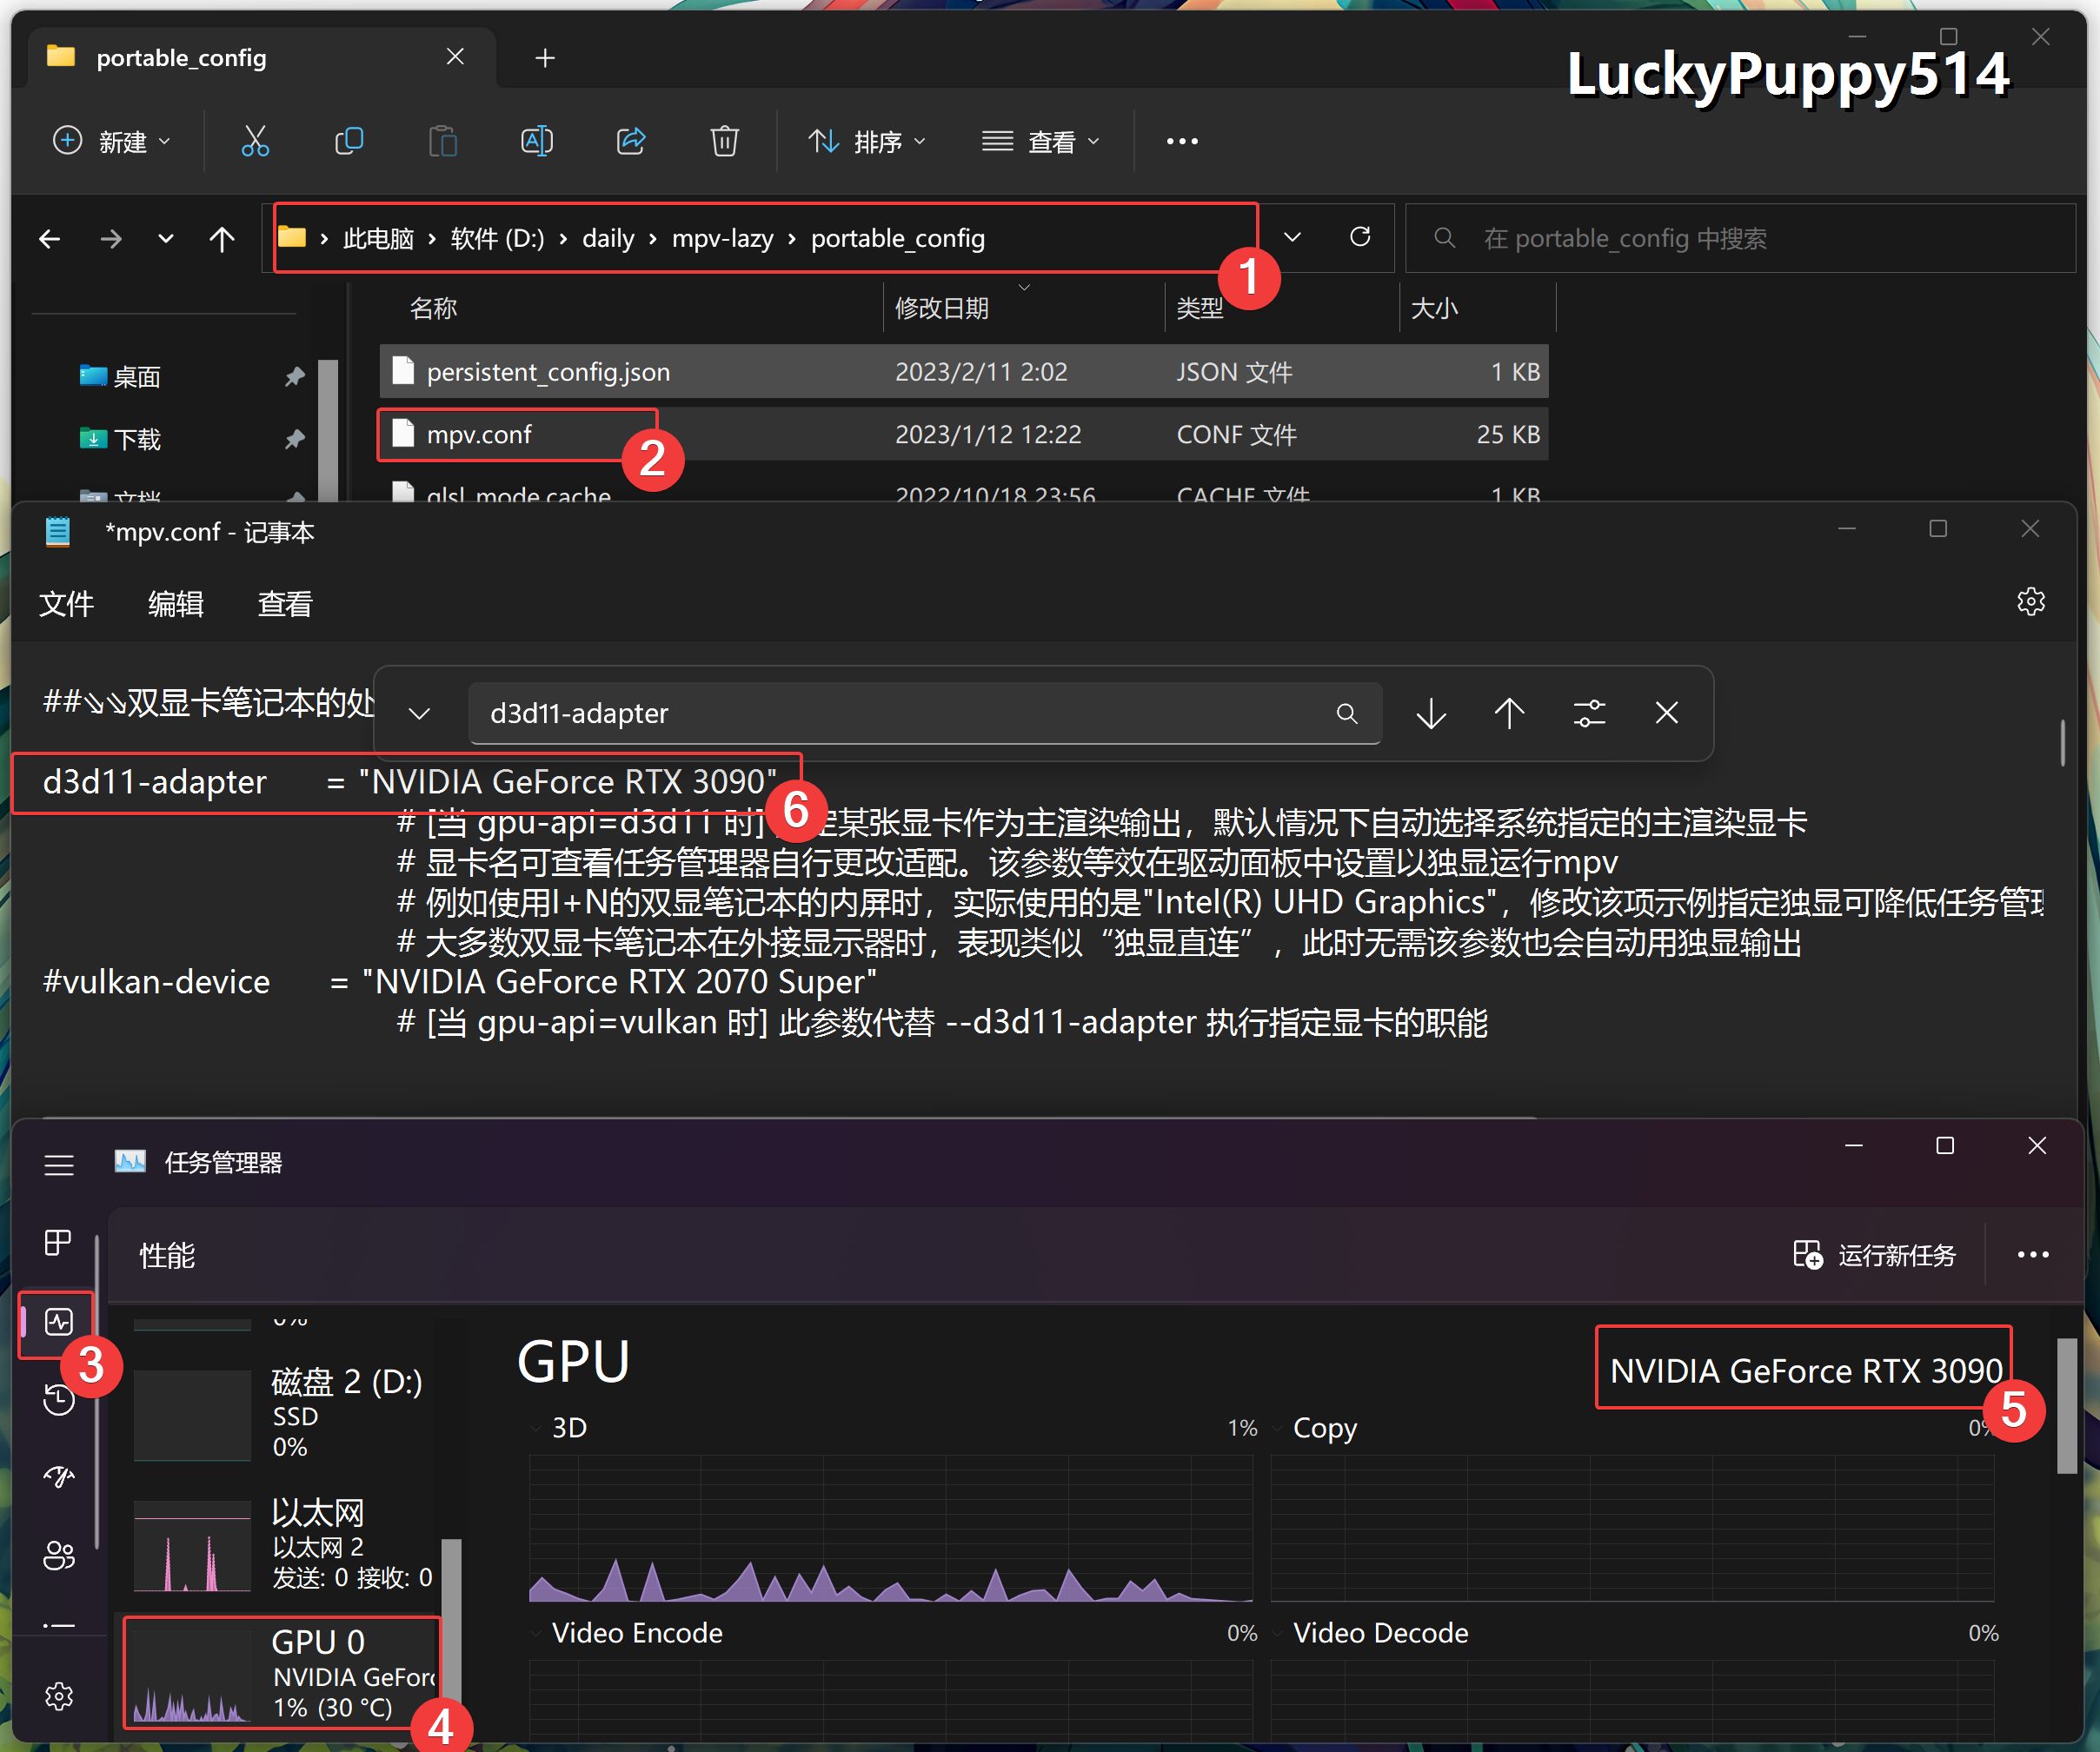 portable_config
LuckyPuppy514
新建
排序
查看
此电脑 › 软件 (D:) › daily › mpv-lazy › portable_config
在 portable_config 中搜索
1
名称 修改日期 类型 大小
桌面
persistent_config.json 2023/2/11 2:02 JSON 文件 1 KB
下载
mpv.conf 2023/1/12 12:22 CONF 文件 25 KB
2
文档
glsl_mode.cache 2022/10/18 23:56 CACHE 文件 1 KB
*mpv.conf - 记事本
文件 编辑 查看
##↘↘双显卡笔记本的处
d3d11-adapter
d3d11-adapter = "NVIDIA GeForce RTX 3090"
6
# [当 gpu-api=d3d11 时] 定某张显卡作为主渲染输出，默认情况下自动选择系统指定的主渲染显卡
# 显卡名可查看任务管理器自行更改适配。该参数等效在驱动面板中设置以独显运行mpv
# 例如使用I+N的双显笔记本的内屏时，实际使用的是"Intel(R) UHD Graphics"，修改该项示例指定独显可降低任务管理
# 大多数双显卡笔记本在外接显示器时，表现类似“独显直连”，此时无需该参数也会自动用独显输出
#vulkan-device = "NVIDIA GeForce RTX 2070 Super"
# [当 gpu-api=vulkan 时] 此参数代替 --d3d11-adapter 执行指定显卡的职能
任务管理器
性能
运行新任务
3
0%
磁盘 2 (D:)
SSD
0%
以太网
以太网 2
发送: 0 接收: 0
GPU 0
NVIDIA GeForc
1% (30 °C)
4
GPU
NVIDIA GeForce RTX 3090
5
3D 1%
Copy 0%
Video Encode 0%
Video Decode 0%